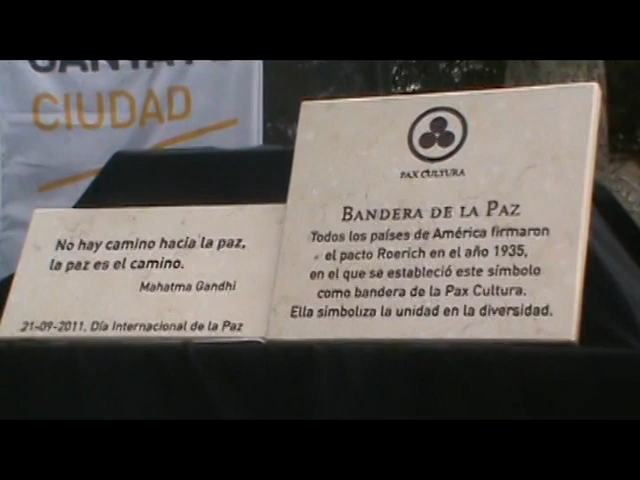 CIUDAD
No hay camino hacia la paz,
la paz es el camino.
Mahatma Gandhi
21-09-2011. Día Internacional de la Paz
PAX CULTURA
BANDERA DE LA PAZ
Todos los países de América firmaron
el pacto Roerich en el año 1935,
en el que se estableció este símbolo
como bandera de la Pax Cultura.
Ella simboliza la unidad en la diversidad.